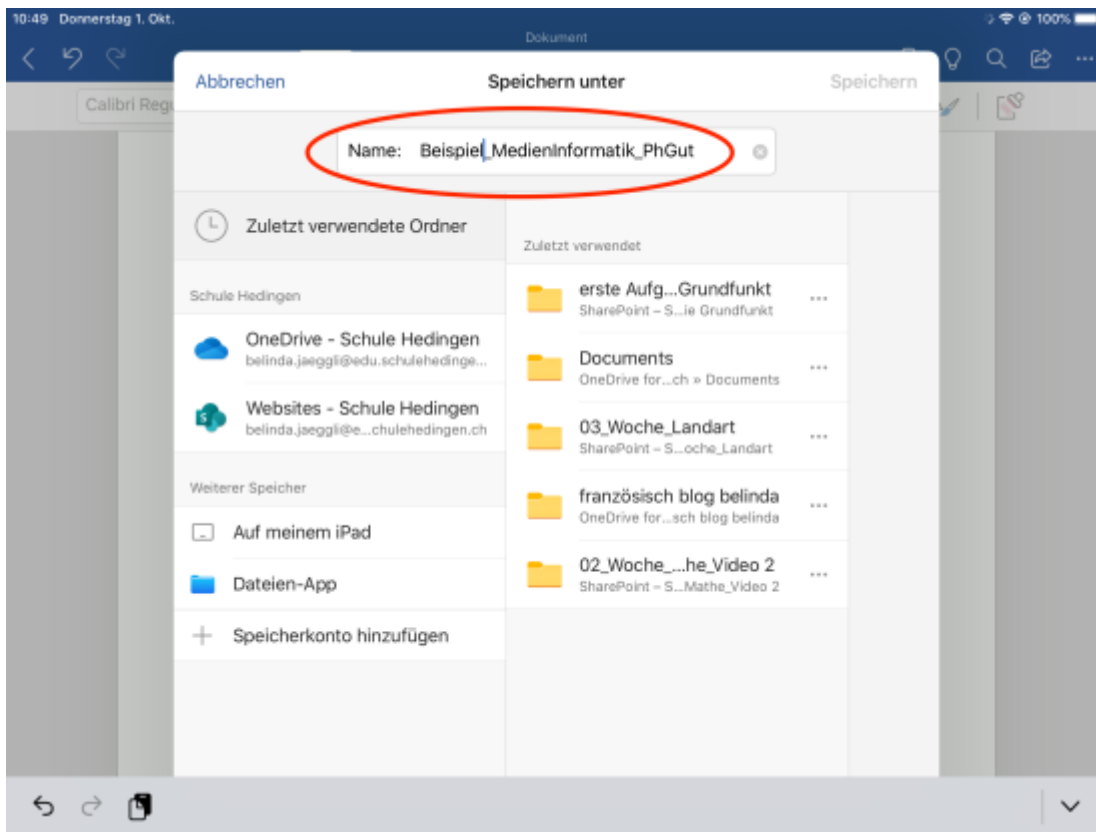 10:49 Donnerstag 1. Okt.
100%
Dokument
Abbrechen
Speichern unter
Speichern
Calibri Regu
Name: Beispiel_MedienInformatik_PhGut
Zuletzt verwendete Ordner
Schule Hedingen
OneDrive - Schule Hedingen
belinda.jaeggli@edu.schulehedinge...
Websites - Schule Hedingen
belinda.jaeggli@e...chulehedingen.ch
Weiterer Speicher
Auf meinem iPad
Dateien-App
Speicherkonto hinzufügen
Zuletzt verwendet
erste Aufg...Grundfunkt
SharePoint – S...ie Grundfunkt
Documents
OneDrive for...ch » Documents
03_Woche_Landart
SharePoint – S...oche_Landart
französisch blog belinda
OneDrive for...sch blog belinda
02_Woche_...he_Video 2
SharePoint – S...Mathe_Video 2